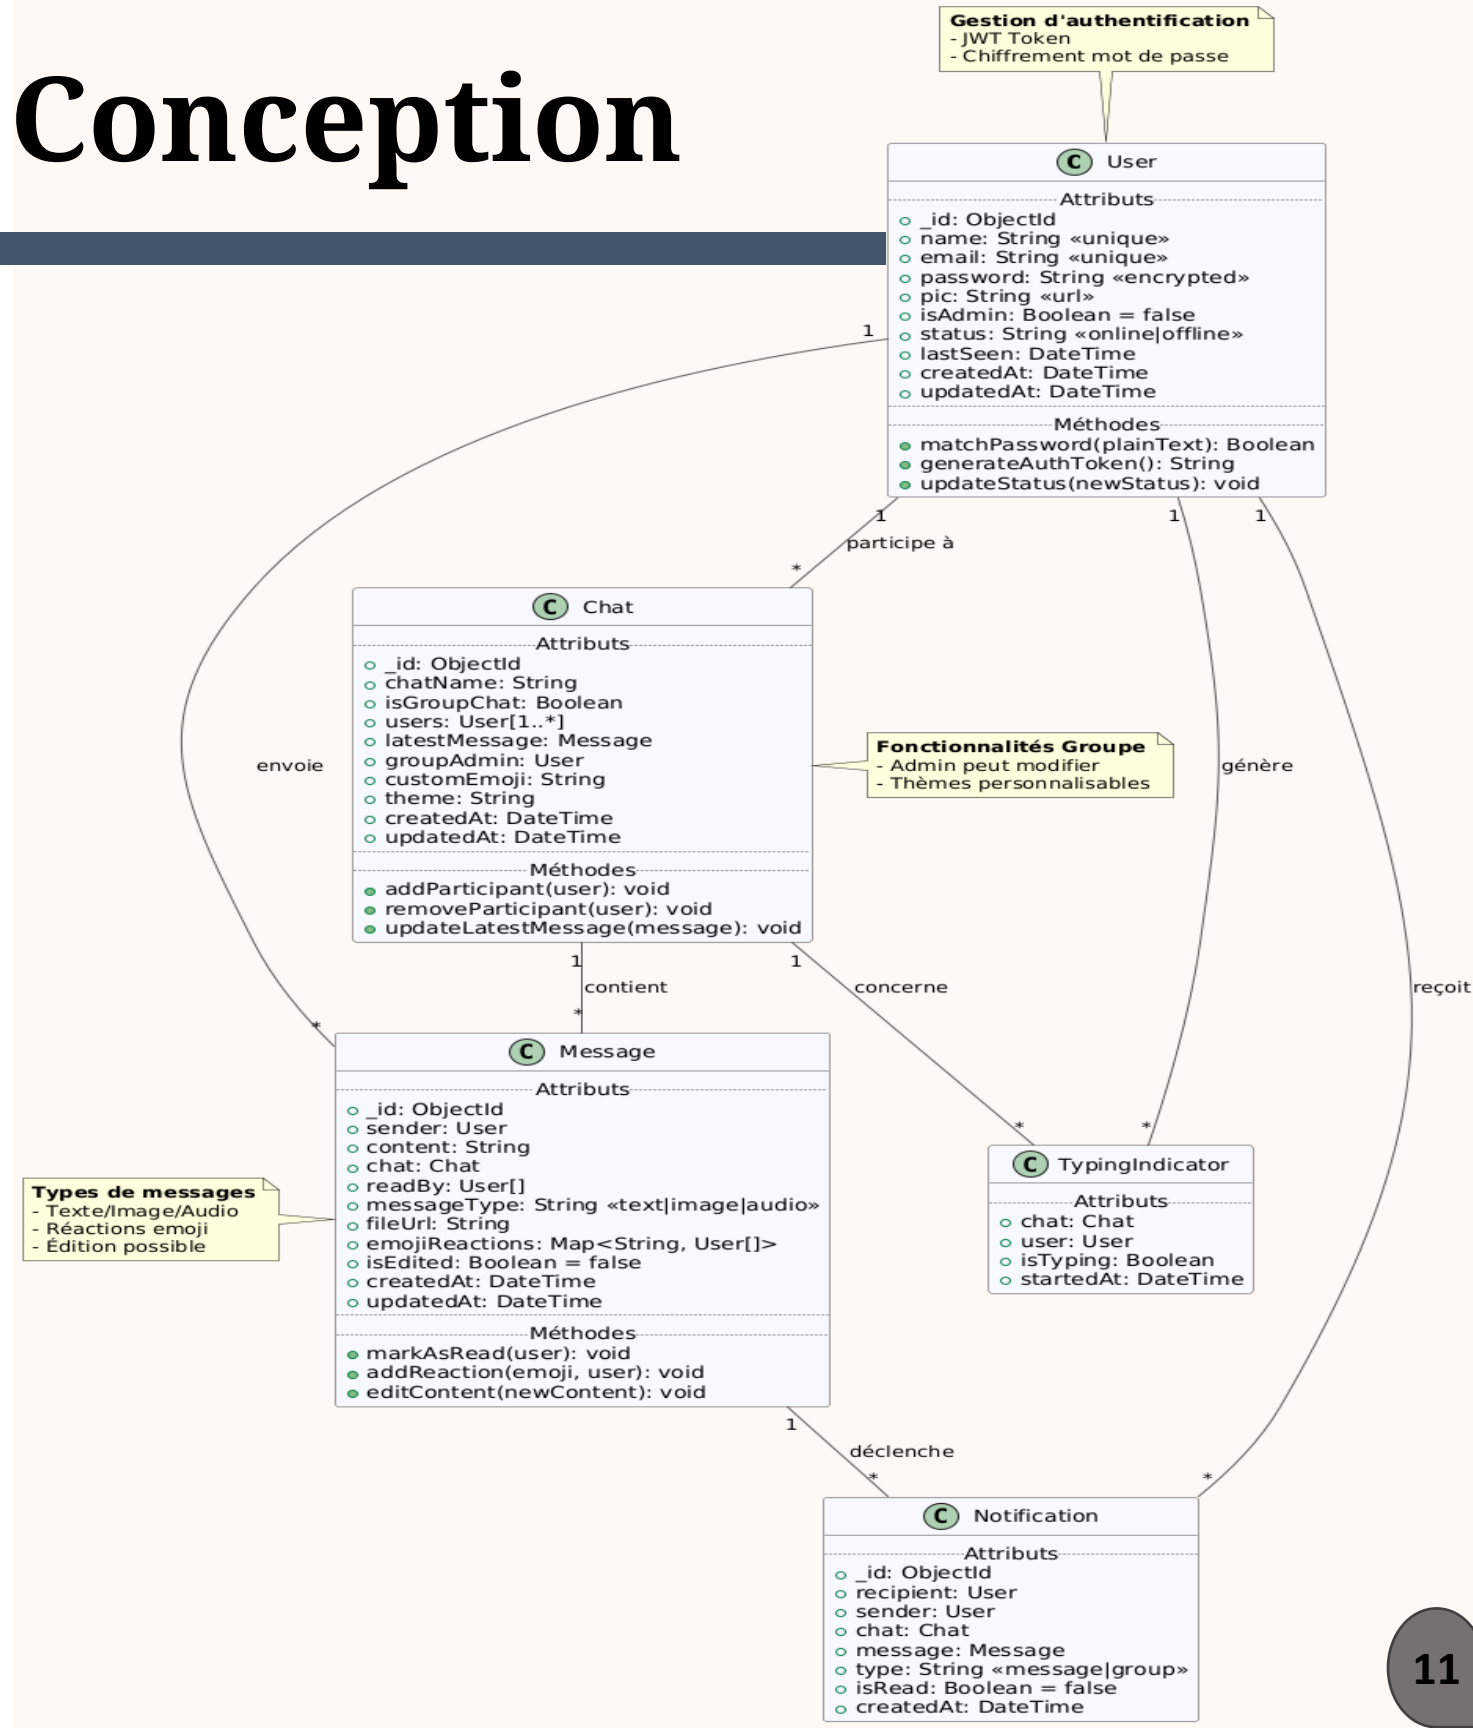 Gestion d'authentification
- JWT Token
- Chiffrement mot de passe
Conception
C User
Attributs
_id: ObjectId
name: String «unique»
email: String «unique»
password: String «encrypted»
pic: String «url»
isAdmin: Boolean = false
status: String «online|offline»
lastSeen: DateTime
createdAt: DateTime
updatedAt: DateTime
Méthodes
matchPassword(plainText): Boolean
generateAuthToken(): String
updateStatus(newStatus): void
1
1
1
1
participe à
*
C Chat
Attributs
_id: ObjectId
chatName: String
isGroupChat: Boolean
users: User[1..*]
latestMessage: Message
groupAdmin: User
customEmoji: String
theme: String
createdAt: DateTime
updatedAt: DateTime
Méthodes
addParticipant(user): void
removeParticipant(user): void
updateLatestMessage(message): void
envoie
Fonctionnalités Groupe
- Admin peut modifier
- Thèmes personnalisables
génère
1
1
contient
concerne
reçoit
*
*
C Message
Attributs
_id: ObjectId
sender: User
content: String
chat: Chat
readBy: User[]
messageType: String «text|image|audio»
fileUrl: String
emojiReactions: Map<String, User[]>
isEdited: Boolean = false
createdAt: DateTime
updatedAt: DateTime
Méthodes
markAsRead(user): void
addReaction(emoji, user): void
editContent(newContent): void
Types de messages
- Texte/Image/Audio
- Réactions emoji
- Édition possible
*
*
C TypingIndicator
Attributs
chat: Chat
user: User
isTyping: Boolean
startedAt: DateTime
1
déclenche
*
*
C Notification
Attributs
_id: ObjectId
recipient: User
sender: User
chat: Chat
message: Message
type: String «message|group»
isRead: Boolean = false
createdAt: DateTime
11